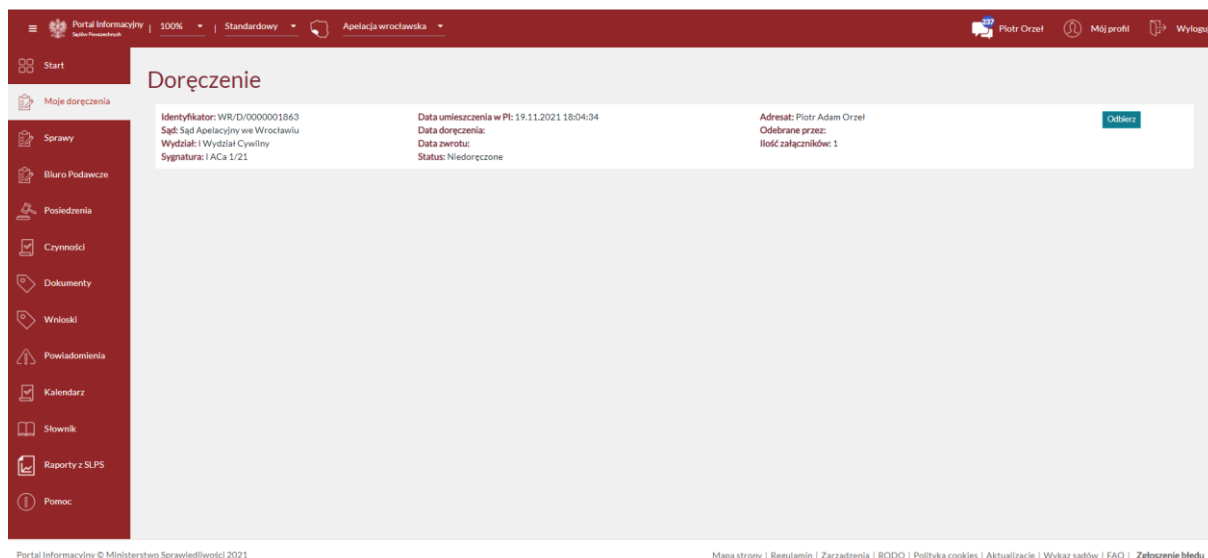 Portal Informacyjny
Sądów Powszechnych
100%
Standardowy
Apelacja wrocławska
237
Piotr Orzeł
Mój profil
Wylogu
Start
Moje doręczenia
Sprawy
Biuro Podawcze
Posiedzenia
Czynności
Dokumenty
Wnioski
Powiadomienia
Kalendarz
Słownik
Raporty z SLPS
Pomoc
Doręczenie
Identyfikator: WR/D/0000001863
Sąd: Sąd Apelacyjny we Wrocławiu
Wydział: I Wydział Cywilny
Sygnatura: I ACa 1/21
Data umieszczenia w PI: 19.11.2021 18:04:34
Data doręczenia:
Data zwrotu:
Status: Niedoręczone
Adresat: Piotr Adam Orzeł
Odebrane przez:
Ilość załączników: 1
Odbierz
Portal Informacyjny © Ministerstwo Sprawiedliwości 2021
Mapa strony | Regulamin | Zarządzenia | RODO | Polityka cookies | Aktualizacje | Wykaz sądów | FAQ | Zgłoszenie błędu